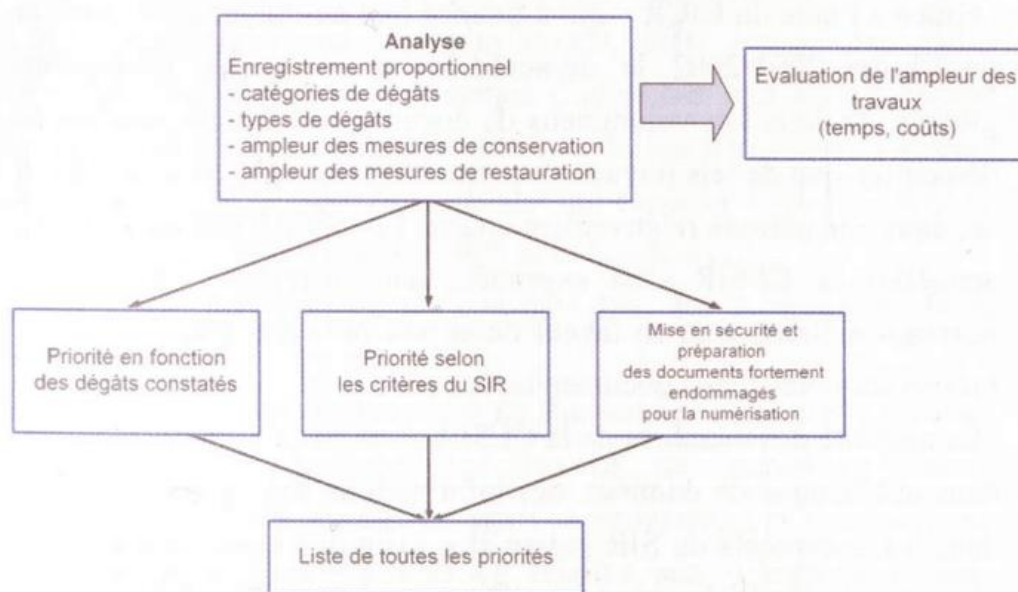 Analyse
Enregistrement proportionnel
- catégories de dégâts
- types de dégâts
- ampleur des mesures de conservation
- ampleur des mesures de restauration
Evaluation de l'ampleur des
travaux
(temps, coûts)
Priorité en fonction
des dégâts constatés
Priorité selon
les critères du SIR
Mise en sécurité et
préparation
des documents fortement
endommagés
pour la numérisation
Liste de toutes les priorités